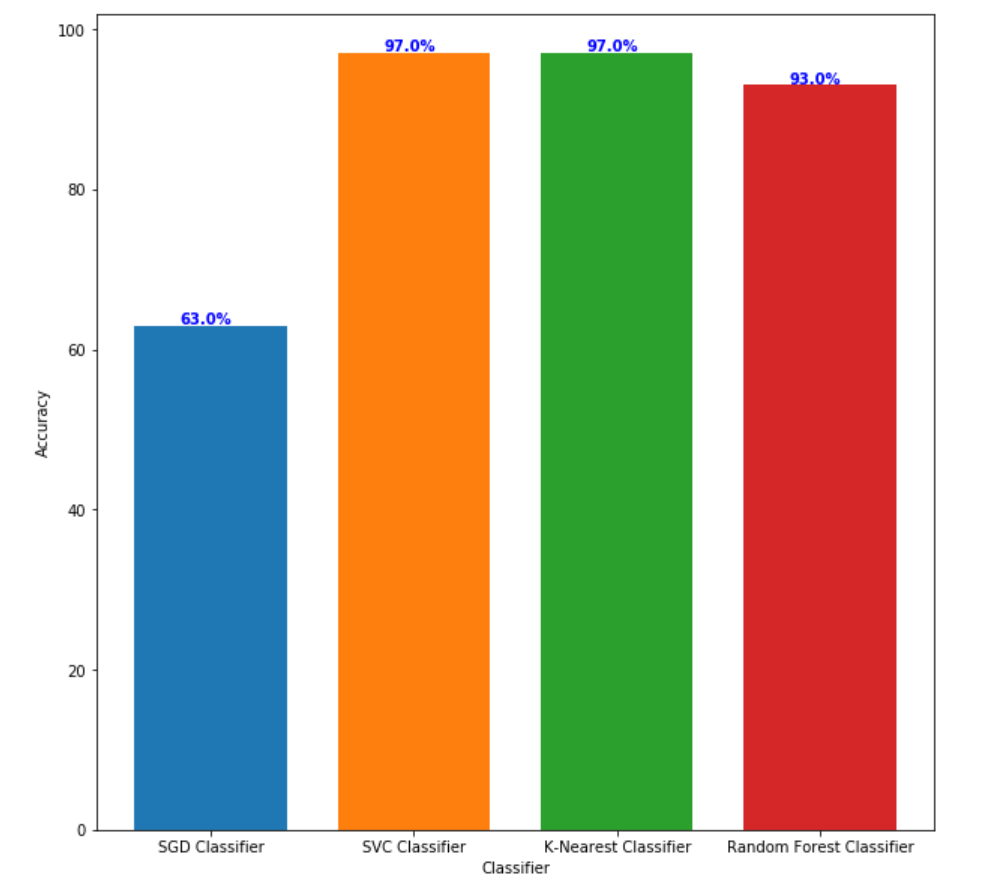 100
97.0%
97.0%
93.0%
80
63.0%
60
Accuracy
40
20
0
SGD Classifier
SVC Classifier
K-Nearest Classifier
Random Forest Classifier
Classifier